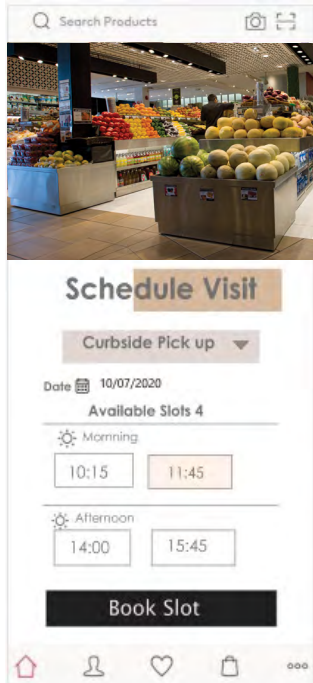 Search Products
Schedule Visit
Curbside Pick up
Date 10/07/2020
Available Slots 4
Mornning
10:15 11:45
Afternoon
14:00 15:45
Book Slot